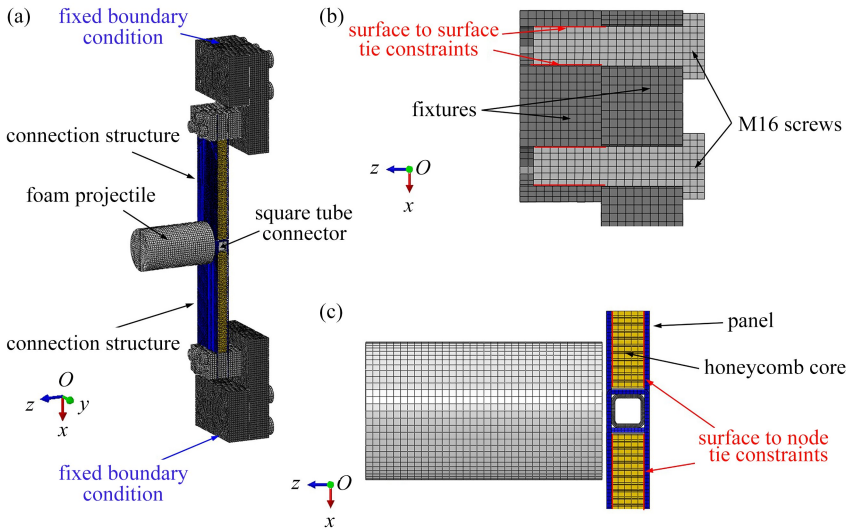 (a)
fixed boundary
condition
connection structure
foam projectile
square tube
connector
connection structure
O
z
y
x
fixed boundary
condition
(b)
surface to surface
tie constraints
fixtures
M16 screws
z
O
x
(c)
panel
honeycomb core
surface to node
tie constraints
z
O
x